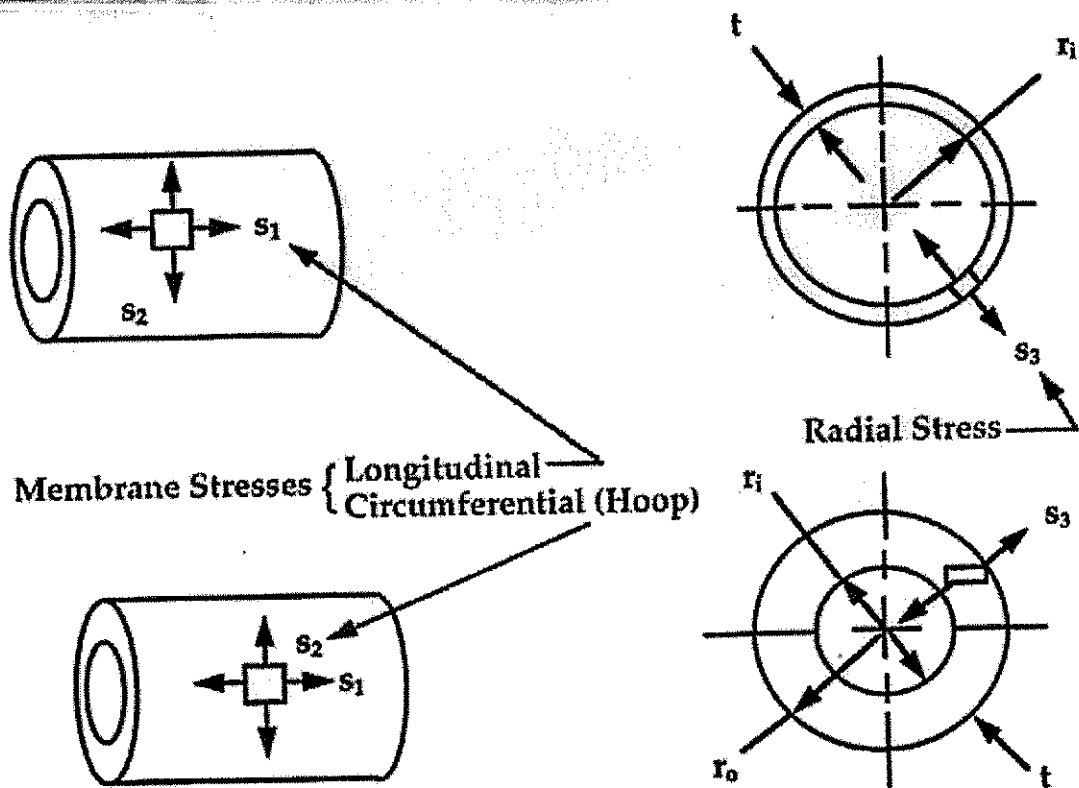 t
rᵢ
s₁
s₂
s₃
Radial Stress
Membrane Stresses { Longitudinal
Circumferential (Hoop)
rᵢ
s₃
s₂
s₁
rₒ
t